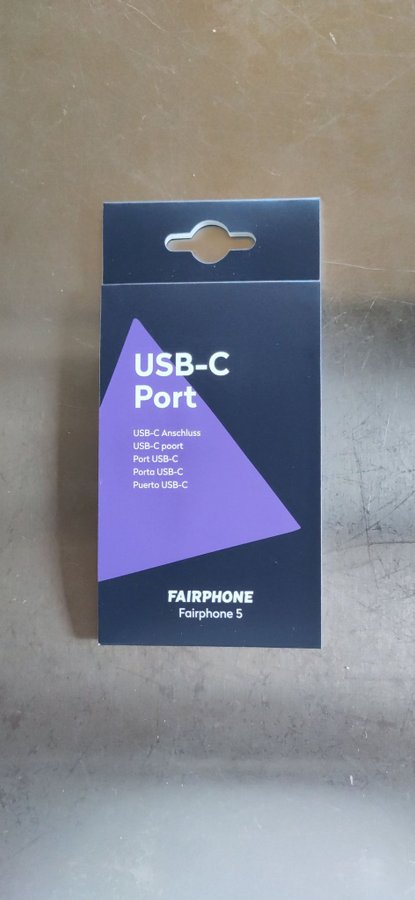 USB-C
Port
USB-C Anschluss
USB-C poort
Port USB-C
Porta USB-C
Puerto USB-C
FAIRPHONE
Fairphone 5